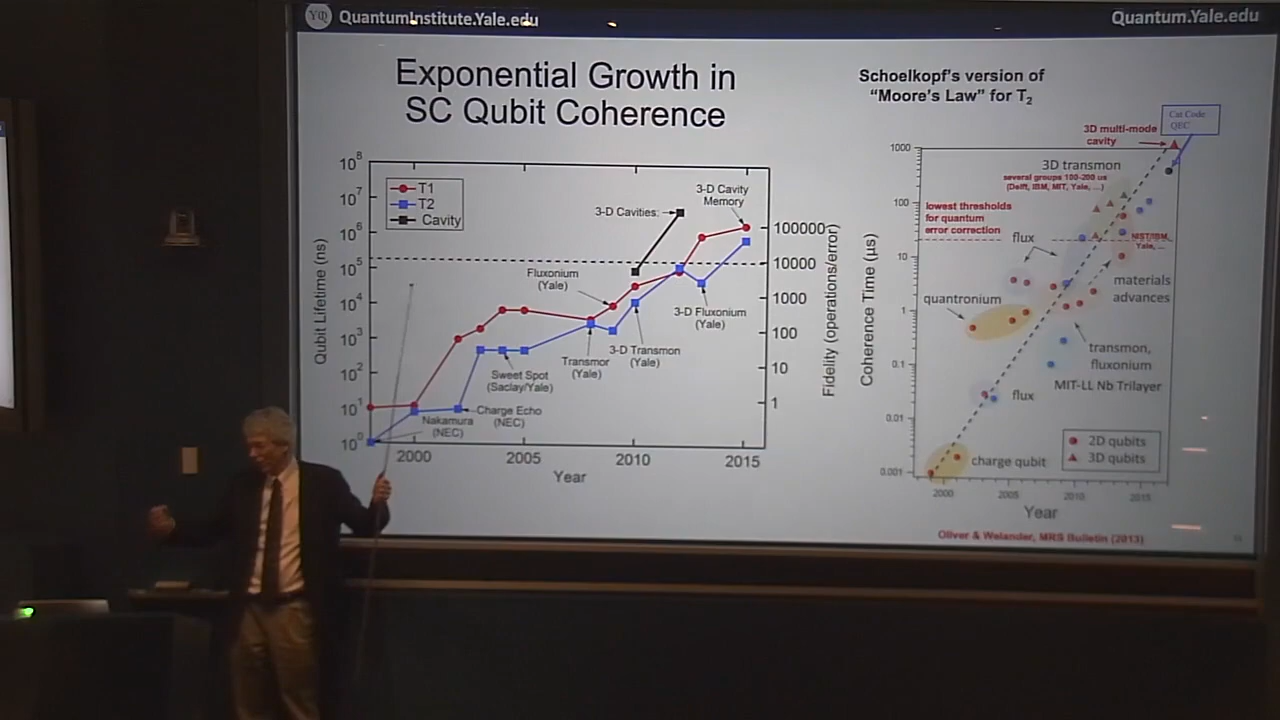 YΦ
QuantumInstitute.Yale.edu
Quantum.Yale.edu
Exponential Growth in
SC Qubit Coherence
Qubit Lifetime (ns)
10^8
10^7
10^6
10^5
10^4
10^3
10^2
10^1
10^0
T1
T2
Cavity
3-D Cavities:
3-D Cavity
Memory
Fluxonium
(Yale)
3-D Fluxonium
(Yale)
3-D Transmon
(Yale)
Transmor
(Yale)
Sweet Spot
(Saclay/Yale)
Charge Echo
(NEC)
Nakamura
(NEC)
100000
10000
1000
100
10
1
Fidelity (operations/error)
2000
2005
2010
2015
Year
Schoelkopf's version of
"Moore's Law" for T2
Cat Code
QEC
3D multi-mode
cavity
3D transmon
several groups 100-200 us
(Delft, IBM, MIT, Yale, ...)
lowest thresholds
for quantum
error correction
flux
NIST/IBM,
Yale, ...
materials
advances
quantronium
transmon,
fluxonium
MIT-LL Nb Trilayer
flux
charge qubit
2D qubits
3D qubits
Coherence Time (µs)
1000
100
10
1
0.1
0.01
0.001
2000
2005
2010
2015
Year
Oliver & Welander, MRS Bulletin (2013)